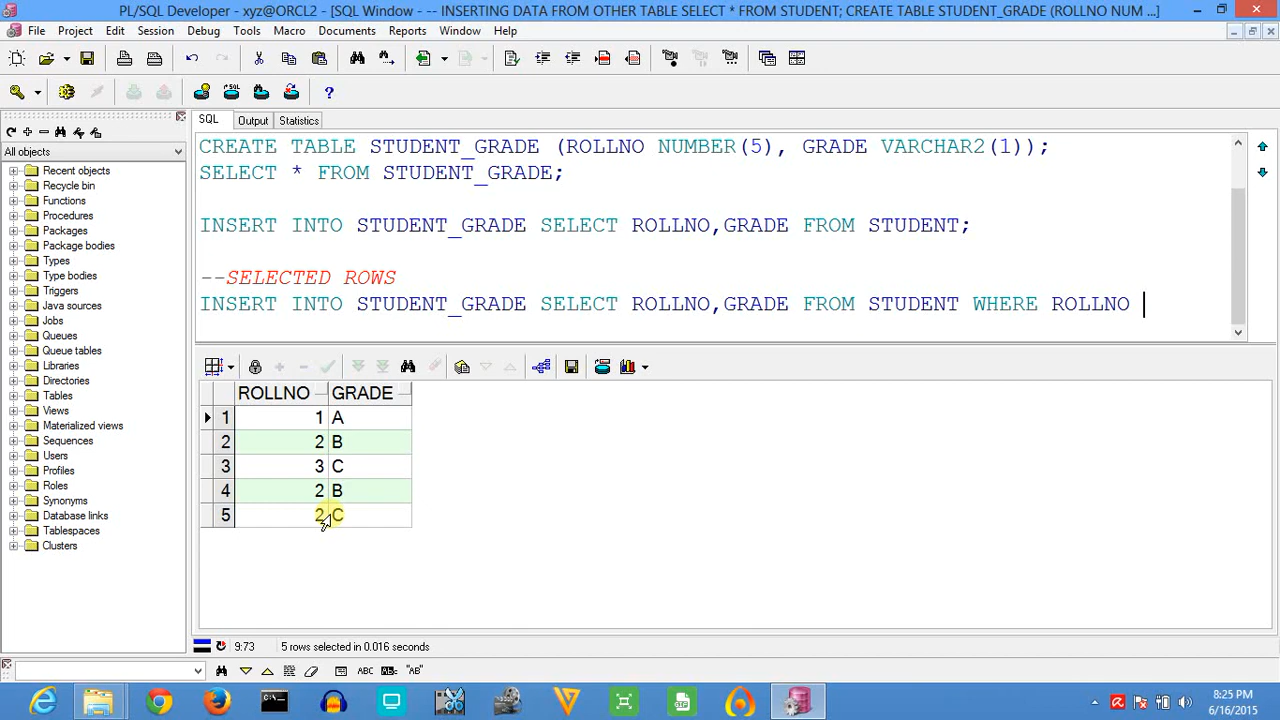 PL/SQL Developer - xyz@ORCL2 - [SQL Window - -- INSERTING DATA FROM OTHER TABLE SELECT * FROM STUDENT; CREATE TABLE STUDENT_GRADE (ROLLNO NUM ...]
File Project Edit Session Debug Tools Macro Documents Reports Window Help
SQL Output Statistics
All objects
Recent objects
Recycle bin
Functions
Procedures
Packages
Package bodies
Types
Type bodies
Triggers
Java sources
Jobs
Queues
Queue tables
Libraries
Directories
Tables
Views
Materialized views
Sequences
Users
Profiles
Roles
Synonyms
Database links
Tablespaces
Clusters
CREATE TABLE STUDENT_GRADE (ROLLNO NUMBER(5), GRADE VARCHAR2(1));
SELECT * FROM STUDENT_GRADE;
INSERT INTO STUDENT_GRADE SELECT ROLLNO,GRADE FROM STUDENT;
--SELECTED ROWS
INSERT INTO STUDENT_GRADE SELECT ROLLNO,GRADE FROM STUDENT WHERE ROLLNO
ROLLNO GRADE
1 1 A
2 2 B
3 3 C
4 2 B
5 2 C
9:73 5 rows selected in 0.016 seconds
ABC "AB"
8:25 PM
6/16/2015